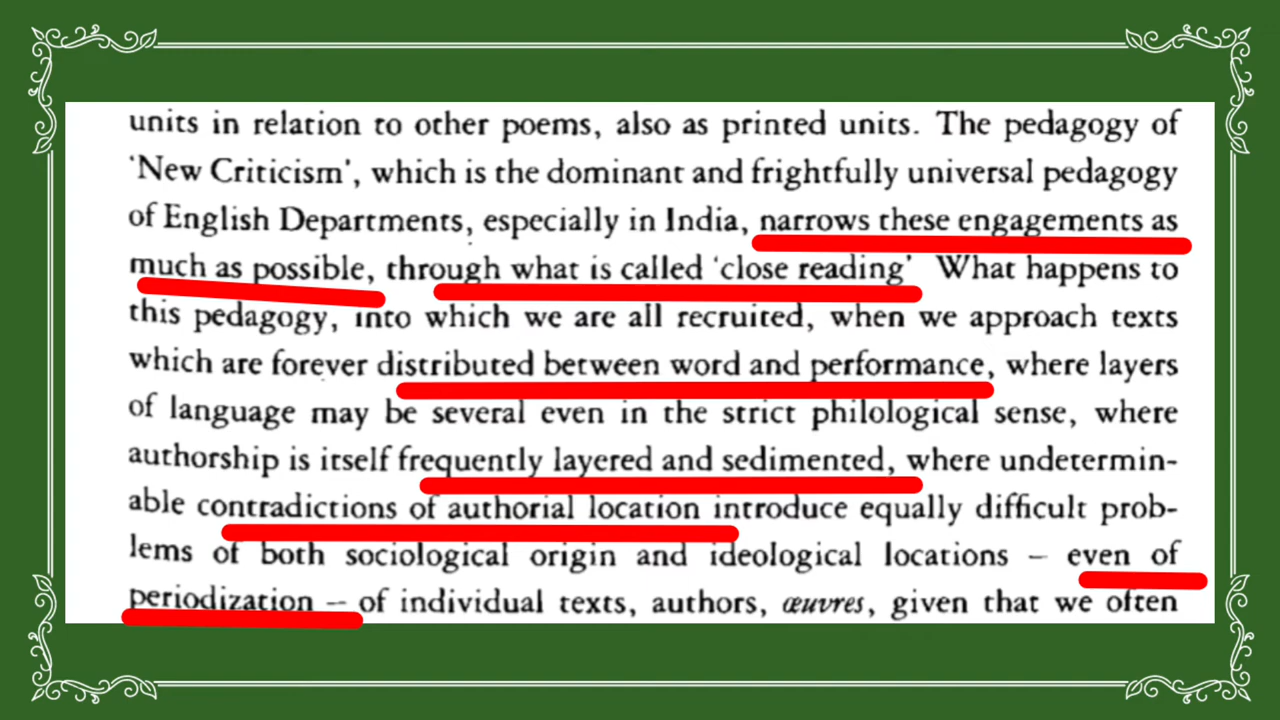 units in relation to other poems, also as printed units. The pedagogy of
'New Criticism', which is the dominant and frightfully universal pedagogy
of English Departments, especially in India, narrows these engagements as
much as possible, through what is called 'close reading' What happens to
this pedagogy, into which we are all recruited, when we approach texts
which are forever distributed between word and performance, where layers
of language may be several even in the strict philological sense, where
authorship is itself frequently layered and sedimented, where undetermin-
able contradictions of authorial location introduce equally difficult prob-
lems of both sociological origin and ideological locations – even of
periodization – of individual texts, authors, œuvres, given that we often